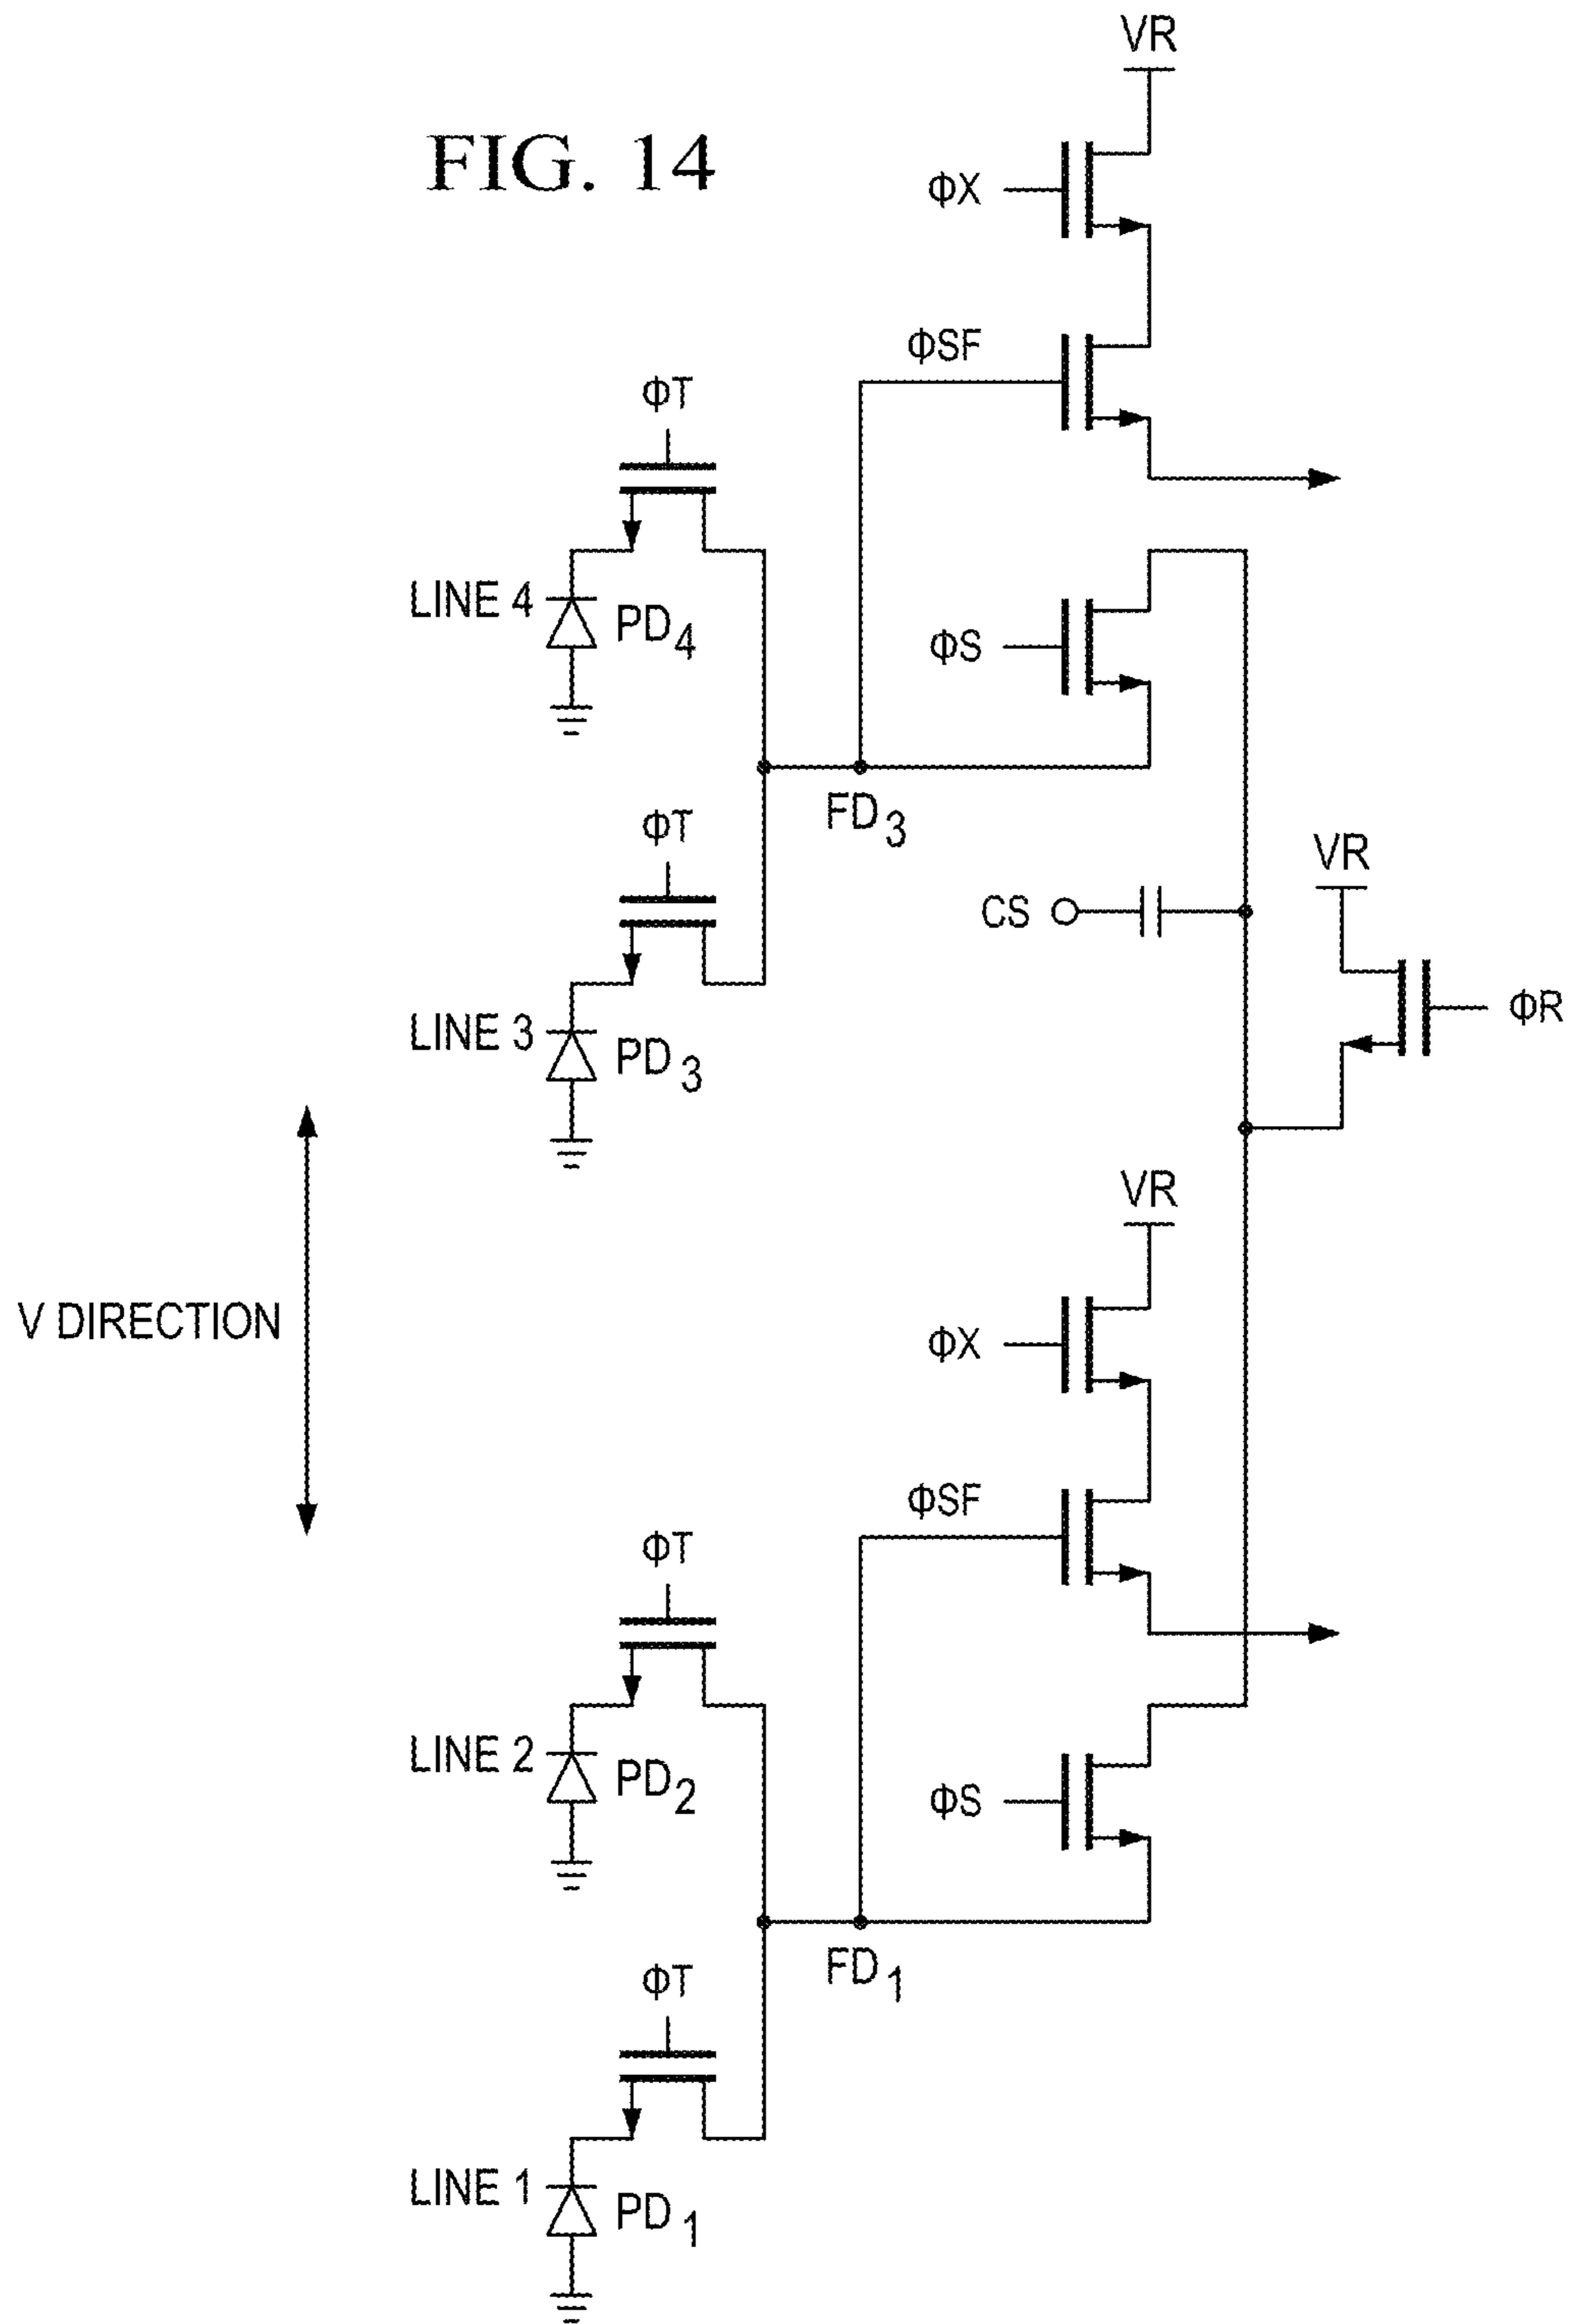 FIG. 14
VR
ΦX
ΦSF
ΦT
LINE 4
PD4
ΦS
FD3
ΦT
CS
VR
LINE 3
PD3
ΦR
VR
V DIRECTION
ΦX
ΦSF
ΦT
LINE 2
PD2
ΦS
FD1
ΦT
LINE 1
PD1